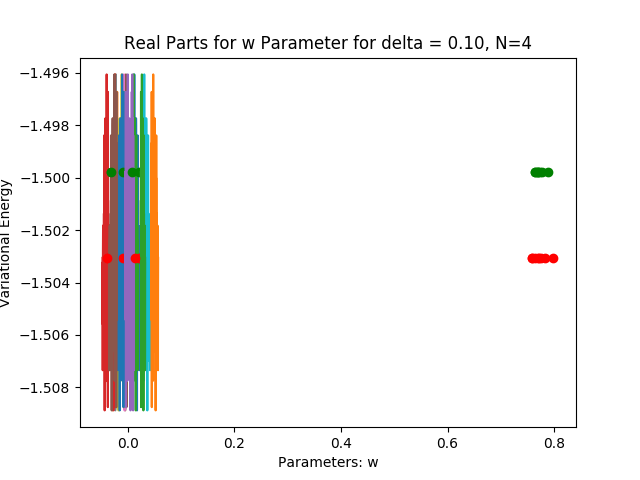 Real Parts for w Parameter for delta = 0.10, N=4
−1.496
−1.498
−1.500
−1.502
−1.504
−1.506
−1.508
Variational Energy
0.0 0.2 0.4 0.6 0.8
Parameters: w